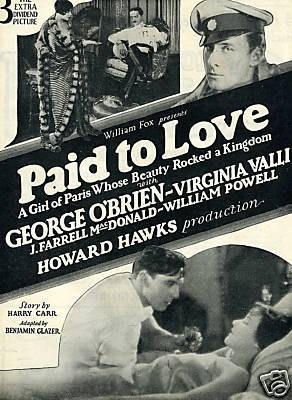 3
THE
EXTRA
DIVIDEND
PICTURE
William Fox presents
Paid to Love
A Girl of Paris Whose Beauty Rocked a Kingdom
with
GEORGE O'BRIEN - VIRGINIA VALLI
J. FARRELL MacDONALD - WILLIAM POWELL
HOWARD HAWKS production
Story by
HARRY CARR
Adapted by
BENJAMIN GLAZER